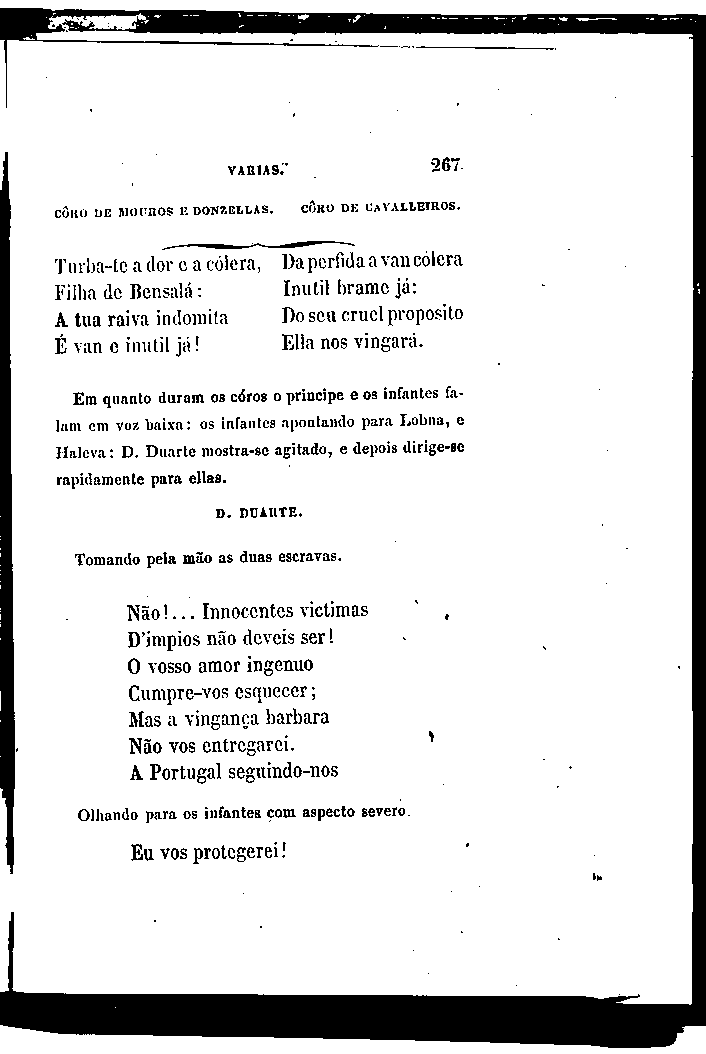 VARIAS. 267
CÔRO DE MOUROS E DONZELLAS. CÔRO DE CAVALLEIROS.
Turba-te a dor e a cólera,
Filha de Bensalá:
A tua raiva indomita
É van e inutil já!
Da perfida a van cólera
Inutil brame já:
Do seu cruel proposito
Ella nos vingará.
Em quanto duram os córos o principe e os infantes fa-
lam em voz baixa: os infantes apontando para Lobna, e
Haleva: D. Duarte mostra-se agitado, e depois dirige-se
rapidamente para ellas.
D. DUARTE.
Tomando pela mão as duas escravas.
Não!... Innocentes victimas
D'impios não deveis ser!
O vosso amor ingenuo
Cumpre-vos esquecer;
Mas a vingança barbara
Não vos entregarei.
A Portugal seguindo-nos
Olhando para os infantes com aspecto severo.
Eu vos protegerei!